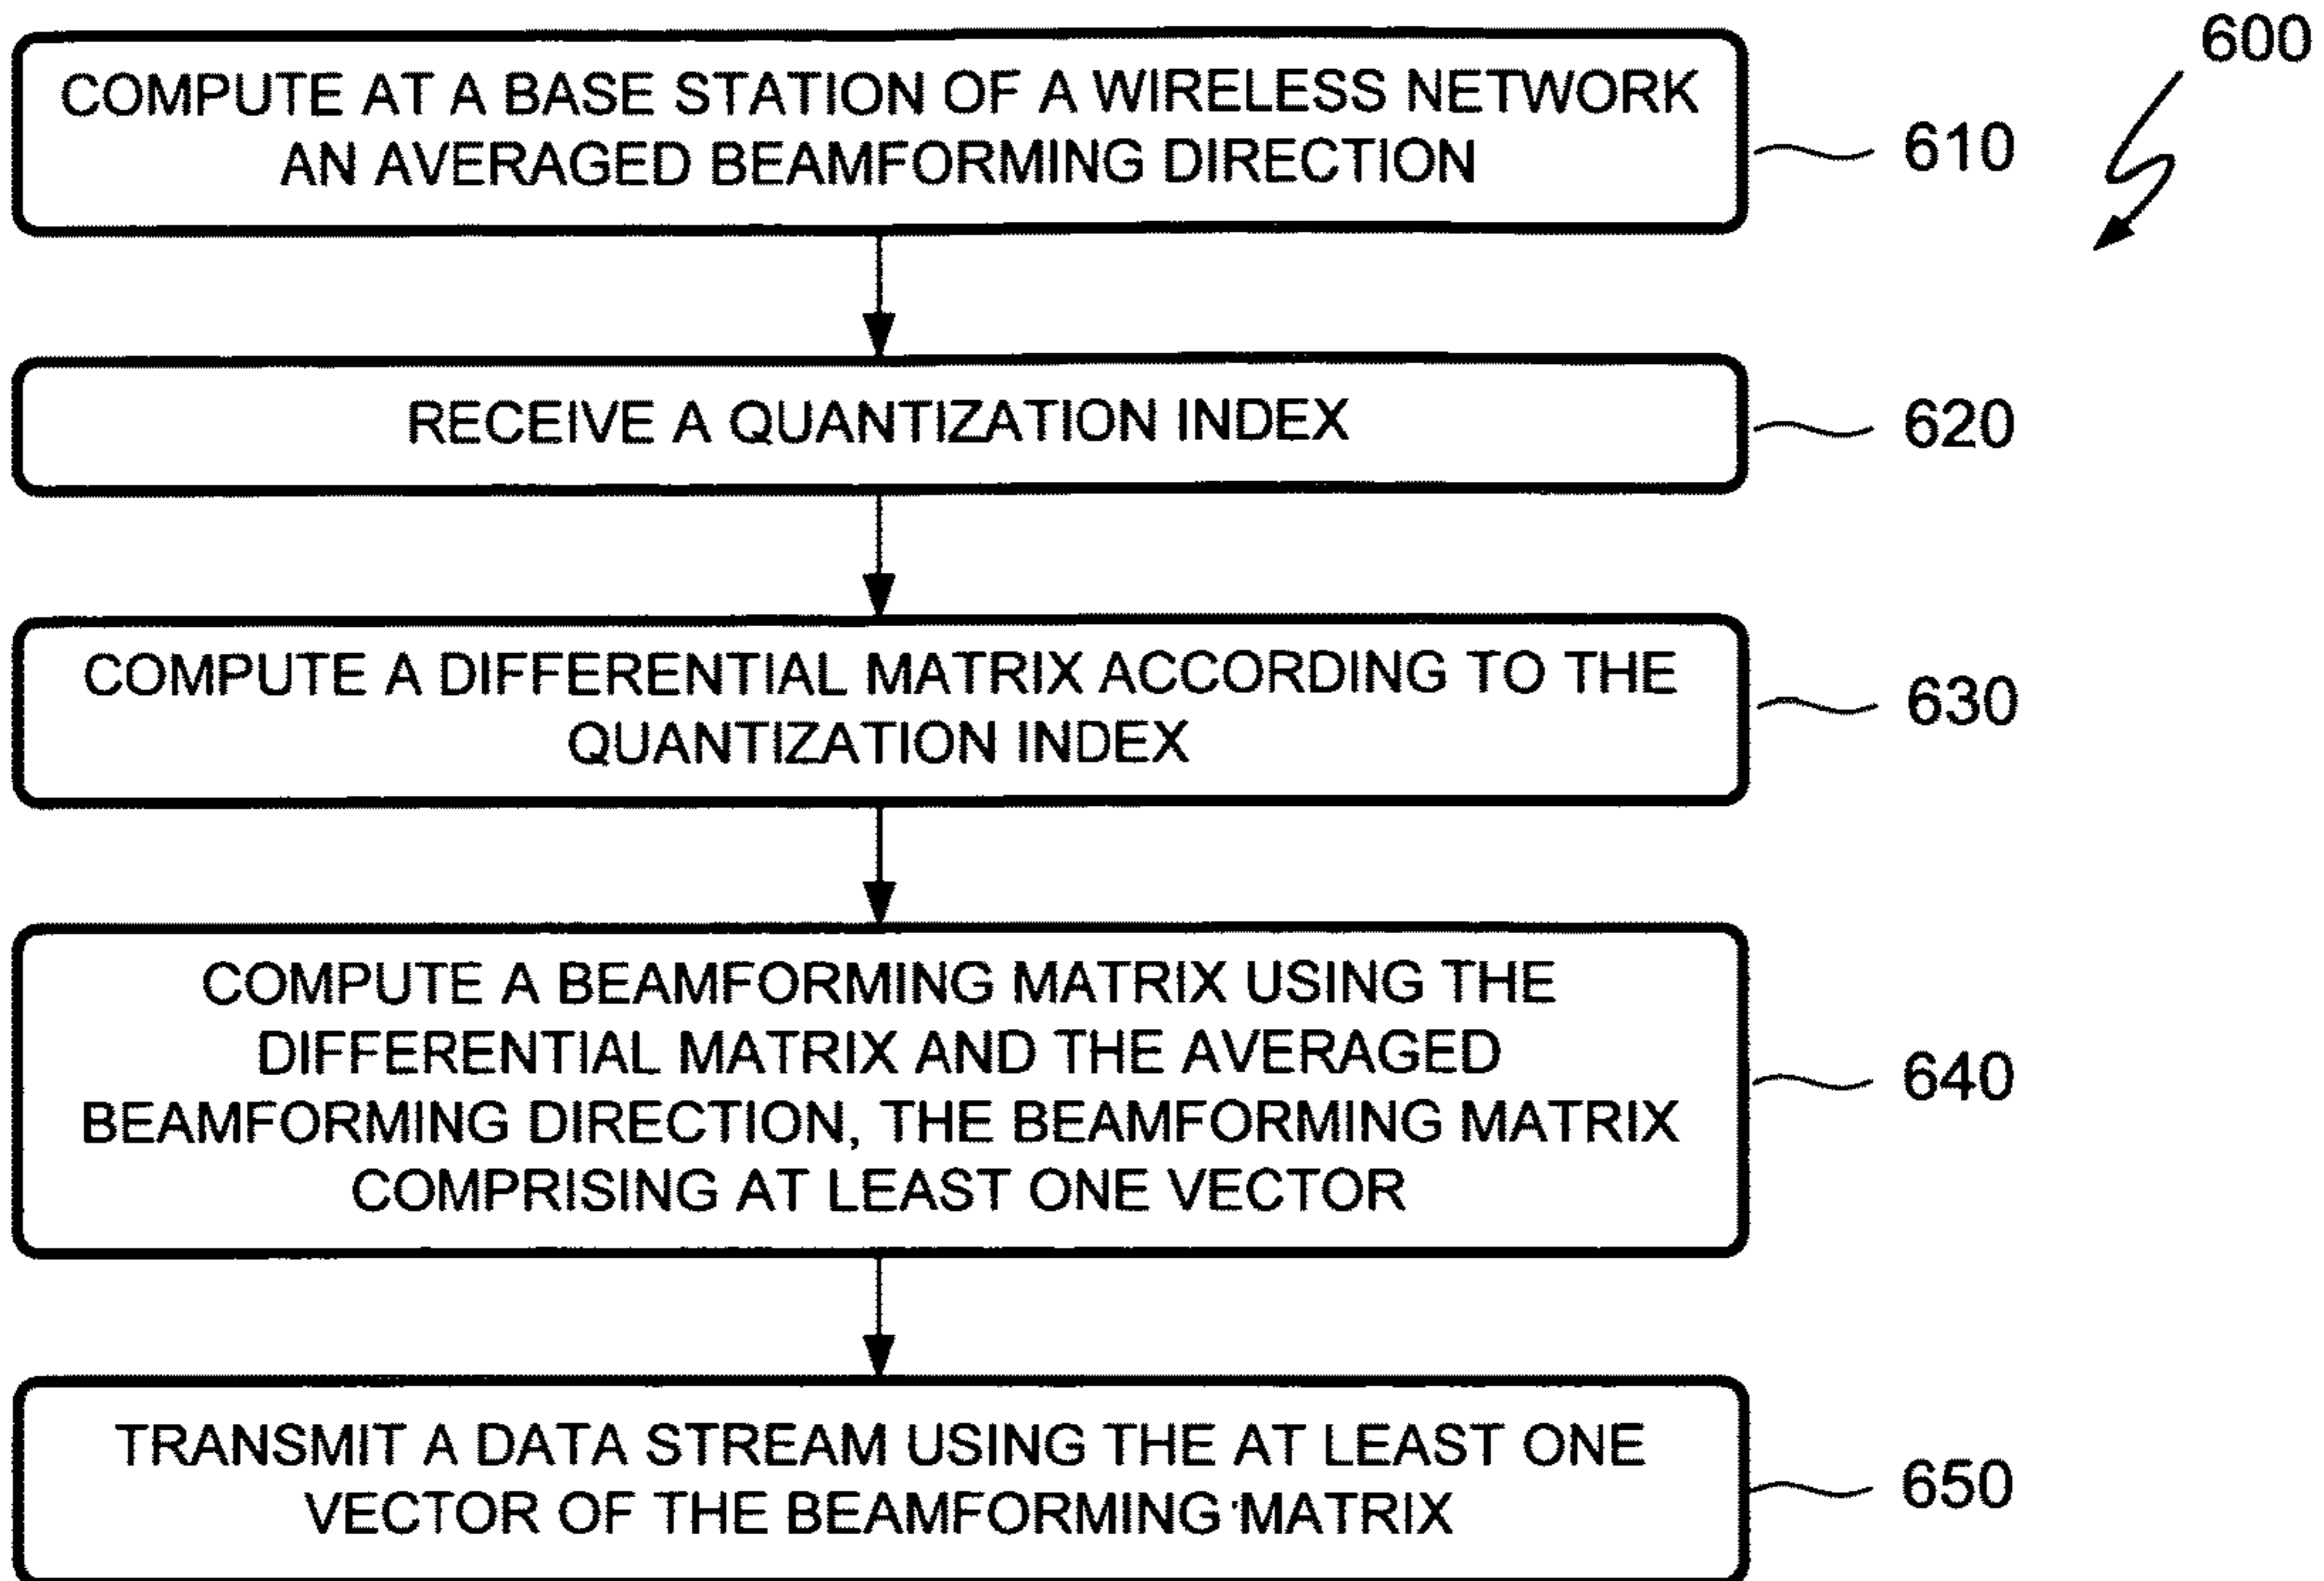 600
COMPUTE AT A BASE STATION OF A WIRELESS NETWORK
AN AVERAGED BEAMFORMING DIRECTION
610
RECEIVE A QUANTIZATION INDEX
620
COMPUTE A DIFFERENTIAL MATRIX ACCORDING TO THE
QUANTIZATION INDEX
630
COMPUTE A BEAMFORMING MATRIX USING THE
DIFFERENTIAL MATRIX AND THE AVERAGED
BEAMFORMING DIRECTION, THE BEAMFORMING MATRIX
COMPRISING AT LEAST ONE VECTOR
640
TRANSMIT A DATA STREAM USING THE AT LEAST ONE
VECTOR OF THE BEAMFORMING MATRIX
650